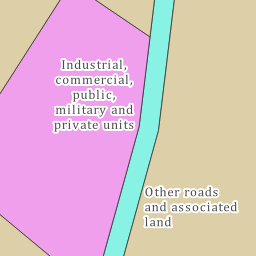 Industrial,
commercial,
public,
military and
private units
Other roads
and associated
land